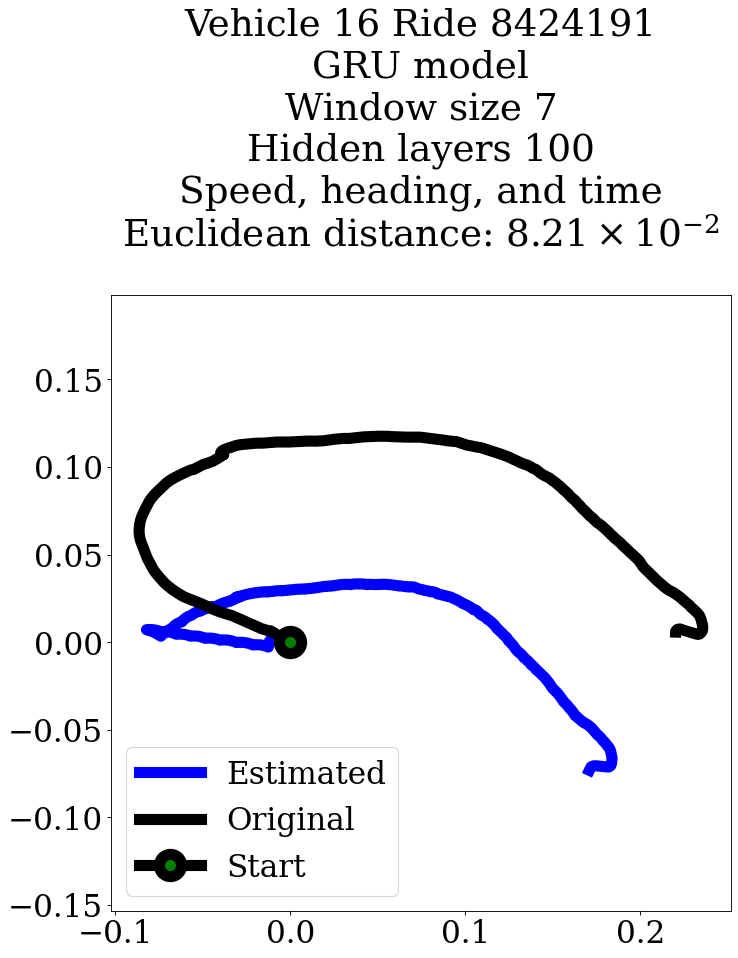 Vehicle 16 Ride 8424191
GRU model
Window size 7
Hidden layers 100
Speed, heading, and time
Euclidean distance: 8.21 × 10⁻²
0.15
0.10
0.05
0.00
−0.05
−0.10
−0.15
Estimated
Original
Start
−0.1
0.0
0.1
0.2